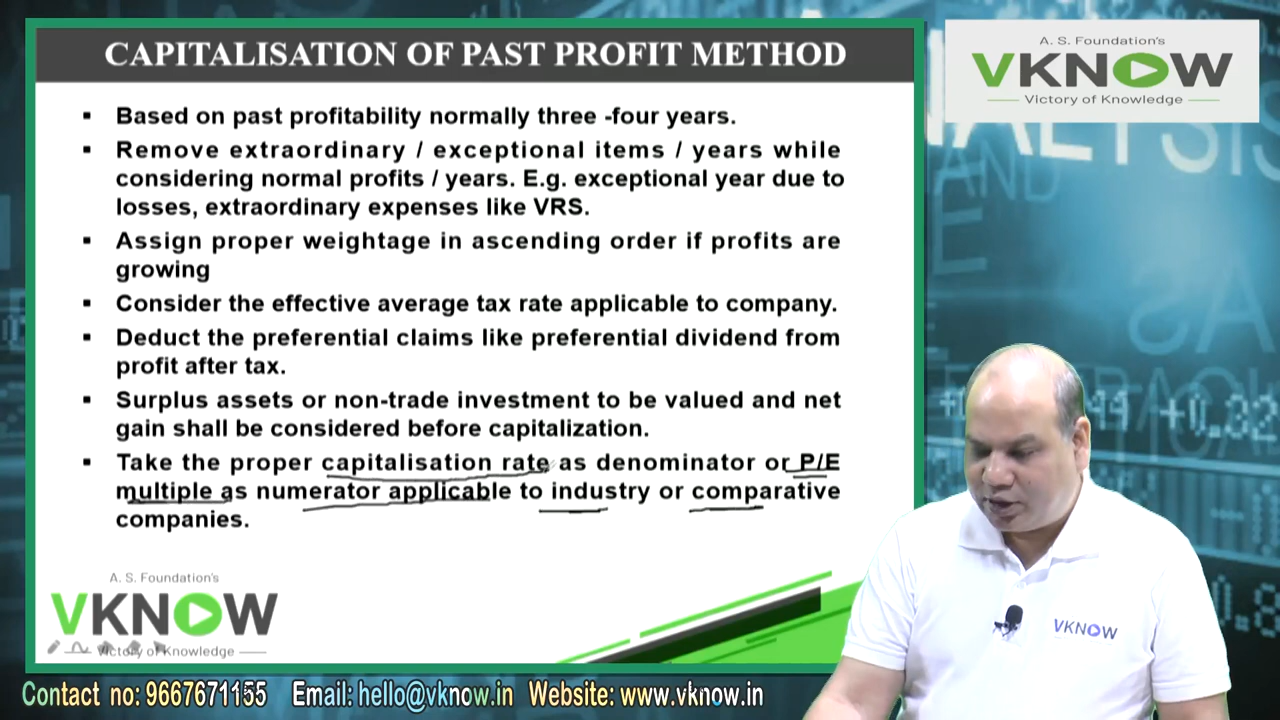 CAPITALISATION OF PAST PROFIT METHOD
▪ Based on past profitability normally three -four years.
▪ Remove extraordinary / exceptional items / years while
considering normal profits / years. E.g. exceptional year due to
losses, extraordinary expenses like VRS.
▪ Assign proper weightage in ascending order if profits are
growing
▪ Consider the effective average tax rate applicable to company.
▪ Deduct the preferential claims like preferential dividend from
profit after tax.
▪ Surplus assets or non-trade investment to be valued and net
gain shall be considered before capitalization.
▪ Take the proper capitalisation rate as denominator or P/E
multiple as numerator applicable to industry or comparative
companies.
A. S. Foundation's
VKNOW
Victory of Knowledge
A. S. Foundation's
VKNOW
Victory of Knowledge
ANALYSIS
AND
+0.32
VKNOW
Contact no: 9667671155 Email: hello@vknow.in Website: www.vknow.in